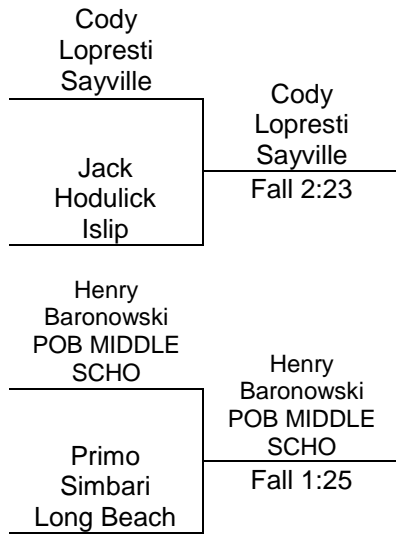 Cody
Lopresti
Sayville
Cody
Lopresti
Sayville
Fall 2:23
Jack
Hodulick
Islip
Henry
Baronowski
POB MIDDLE
SCHO
Henry
Baronowski
POB MIDDLE
SCHO
Fall 1:25
Primo
Simbari
Long Beach